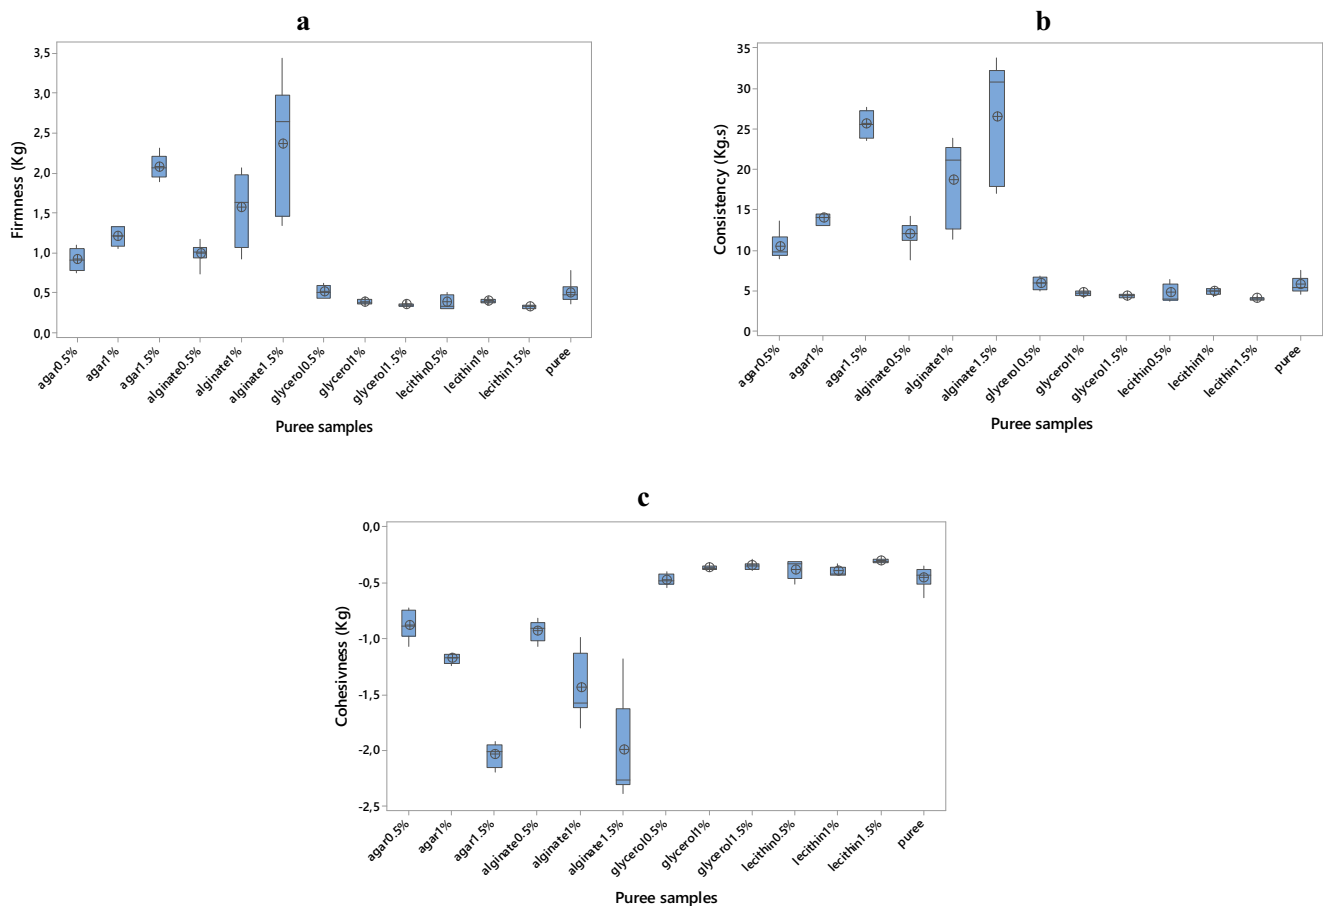 a
3,5
3,0
2,5
2,0
1,5
1,0
0,5
0,0
Firmness (Kg)
agar0.5%
agar1%
agar1.5%
alginate0.5%
alginate1%
alginate1.5%
glycerol0.5%
glycerol1%
glycerol1.5%
lecithin0.5%
lecithin1%
lecithin1.5%
puree
Puree samples
b
35
30
25
20
15
10
5
0
Consistency (Kg.s)
agar0.5%
agar1%
agar1.5%
alginate0.5%
alginate1%
alginate1.5%
glycerol0.5%
glycerol1%
glycerol1.5%
lecithin0.5%
lecithin1%
lecithin1.5%
puree
Puree samples
c
0,0
-0,5
-1,0
-1,5
-2,0
-2,5
Cohesivness (Kg)
agar0.5%
agar1%
agar1.5%
alginate0.5%
alginate1%
alginate1.5%
glycerol0.5%
glycerol1%
glycerol1.5%
lecithin0.5%
lecithin1%
lecithin1.5%
puree
Puree samples